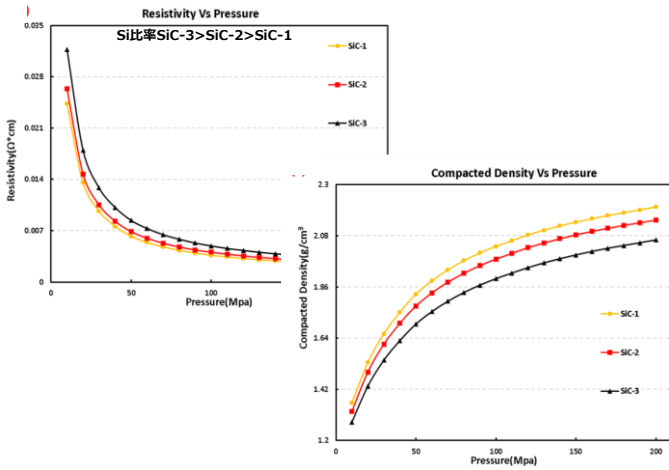 Resistivity Vs Pressure
Si比率SiC-3>SiC-2>SiC-1
0.035
0.028
0.021
0.014
0.007
0
Resistivity(Ω*cm)
0
50
100
Pressure(Mpa)
SiC-1
SiC-2
SiC-3
Compacted Density Vs Pressure
2.3
2.08
1.86
1.64
1.42
1.2
Compacted Density(g/cm³
0
50
100
150
200
Pressure(Mpa)
SiC-1
SiC-2
SiC-3